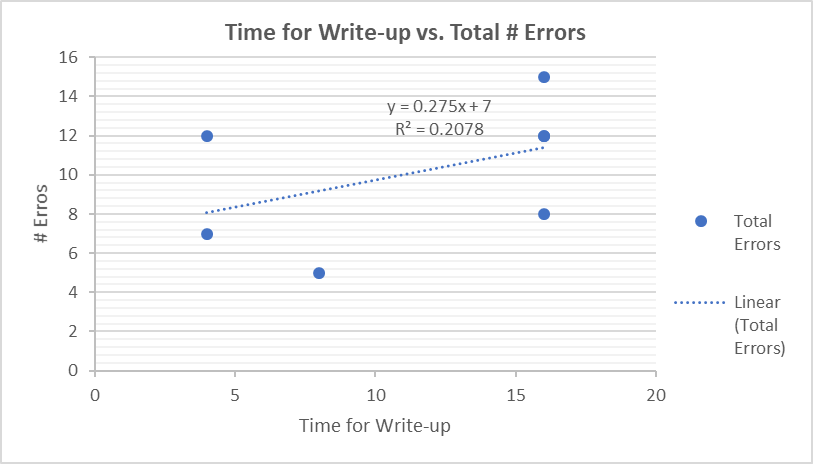 Time for Write-up vs. Total # Errors
16
14
12
10
8
6
4
2
0
# Erros
y = 0.275x + 7
R² = 0.2078
0 5 10 15 20
Time for Write-up
Total
Errors
Linear
(Total
Errors)